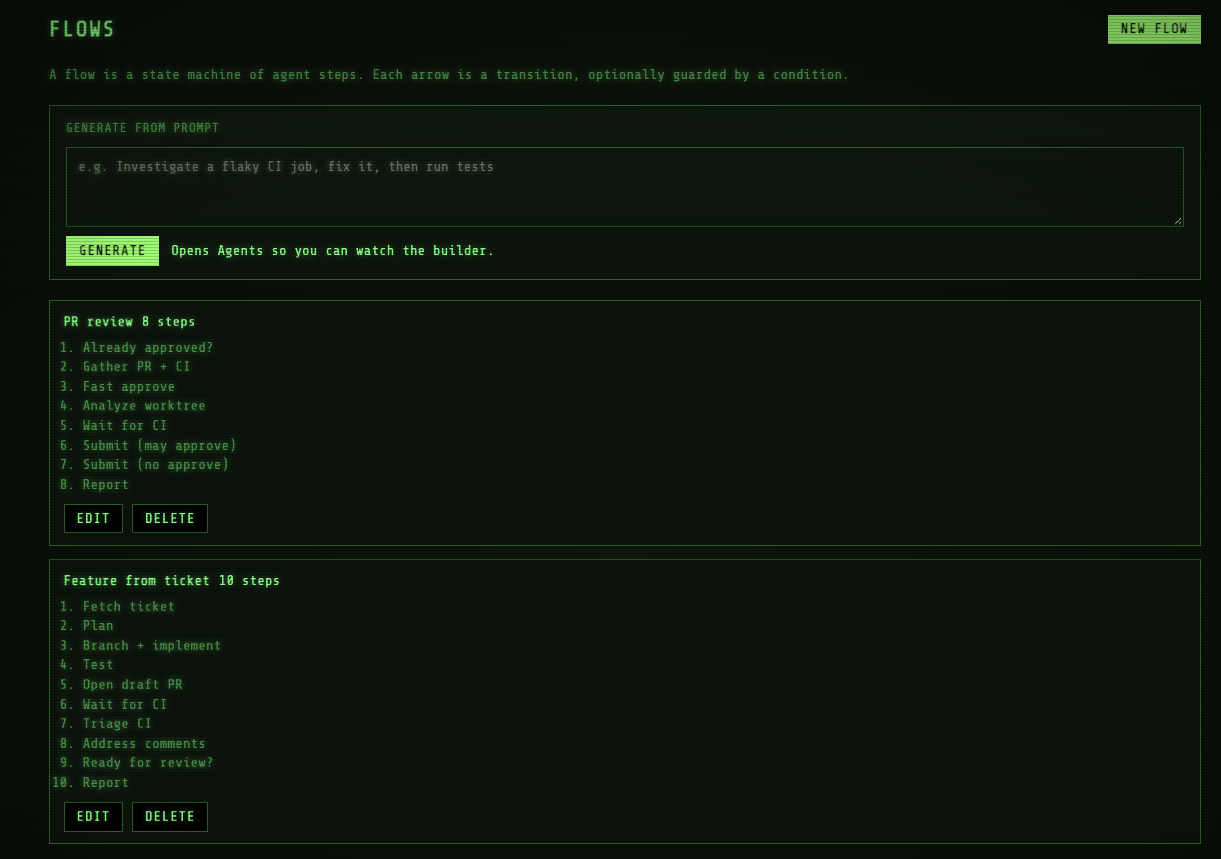 FLOWS
NEW FLOW
A flow is a state machine of agent steps. Each arrow is a transition, optionally guarded by a condition.
GENERATE FROM PROMPT
e.g. Investigate a flaky CI job, fix it, then run tests
GENERATE Opens Agents so you can watch the builder.
PR review 8 steps
1. Already approved?
2. Gather PR + CI
3. Fast approve
4. Analyze worktree
5. Wait for CI
6. Submit (may approve)
7. Submit (no approve)
8. Report
EDIT DELETE
Feature from ticket 10 steps
1. Fetch ticket
2. Plan
3. Branch + implement
4. Test
5. Open draft PR
6. Wait for CI
7. Triage CI
8. Address comments
9. Ready for review?
10. Report
EDIT DELETE